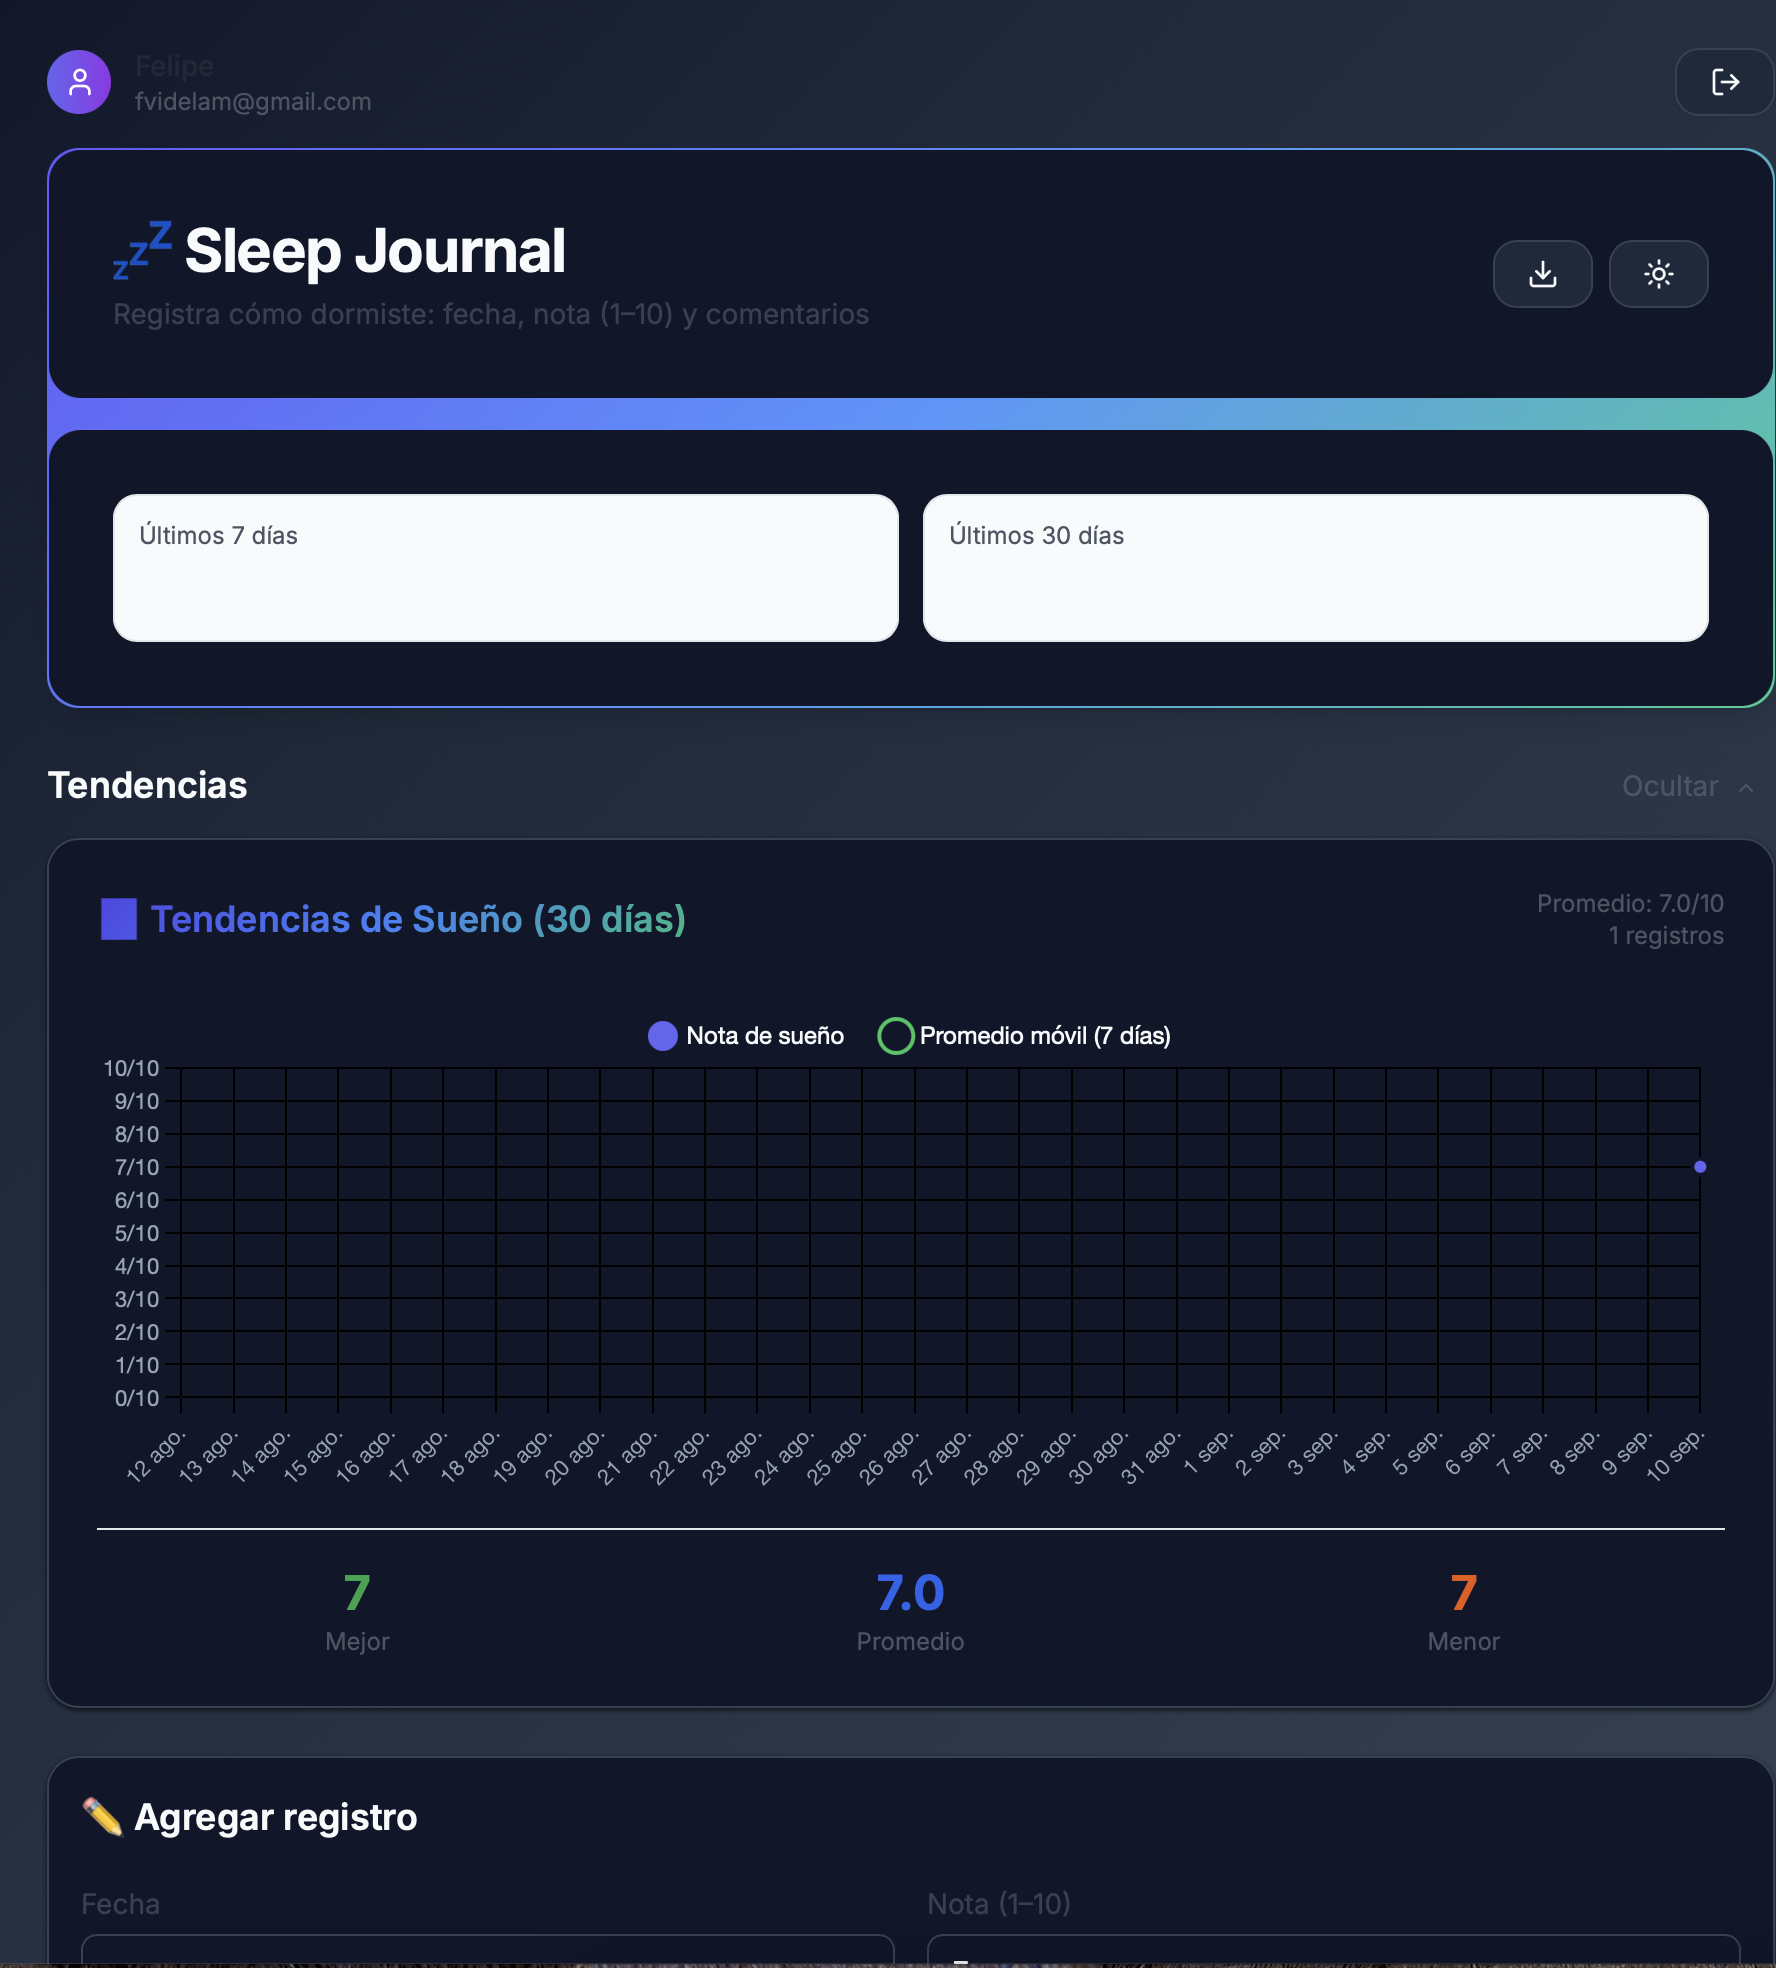 Felipe
fvidelam@gmail.com
💤 Sleep Journal
Registra cómo dormiste: fecha, nota (1–10) y comentarios
Últimos 7 días
Últimos 30 días
Tendencias
Ocultar
Tendencias de Sueño (30 días)
Promedio: 7.0/10
1 registros
Nota de sueño
Promedio móvil (7 días)
10/10
9/10
8/10
7/10
6/10
5/10
4/10
3/10
2/10
1/10
0/10
12 ago.
13 ago.
14 ago.
15 ago.
16 ago.
17 ago.
18 ago.
19 ago.
20 ago.
21 ago.
22 ago.
23 ago.
24 ago.
25 ago.
26 ago.
27 ago.
28 ago.
29 ago.
30 ago.
31 ago.
1 sep.
2 sep.
3 sep.
4 sep.
5 sep.
6 sep.
7 sep.
8 sep.
9 sep.
10 sep.
7
Mejor
7.0
Promedio
7
Menor
✏️ Agregar registro
Fecha
Nota (1–10)